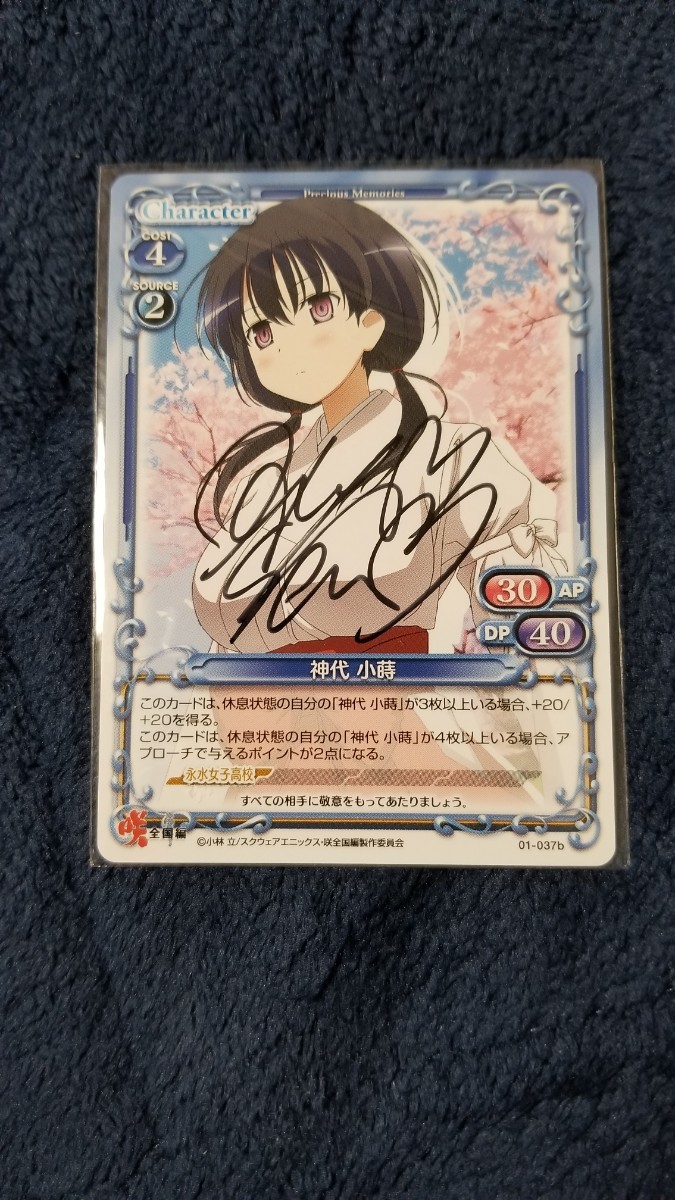 Precious Memories
Character
COST
4
SOURCE
2
30 AP
DP 40
神代 小蒔
このカードは、休息状態の自分の「神代 小蒔」が3枚以上いる場合、+20/
+20を得る。
このカードは、休息状態の自分の「神代 小蒔」が4枚以上いる場合、ア
プローチで与えるポイントが2点になる。
永水女子高校
すべての相手に敬意をもってあたりましょう。
咲 全国編
©小林 立/スクウェアエニックス・咲全国編製作委員会
01-037b